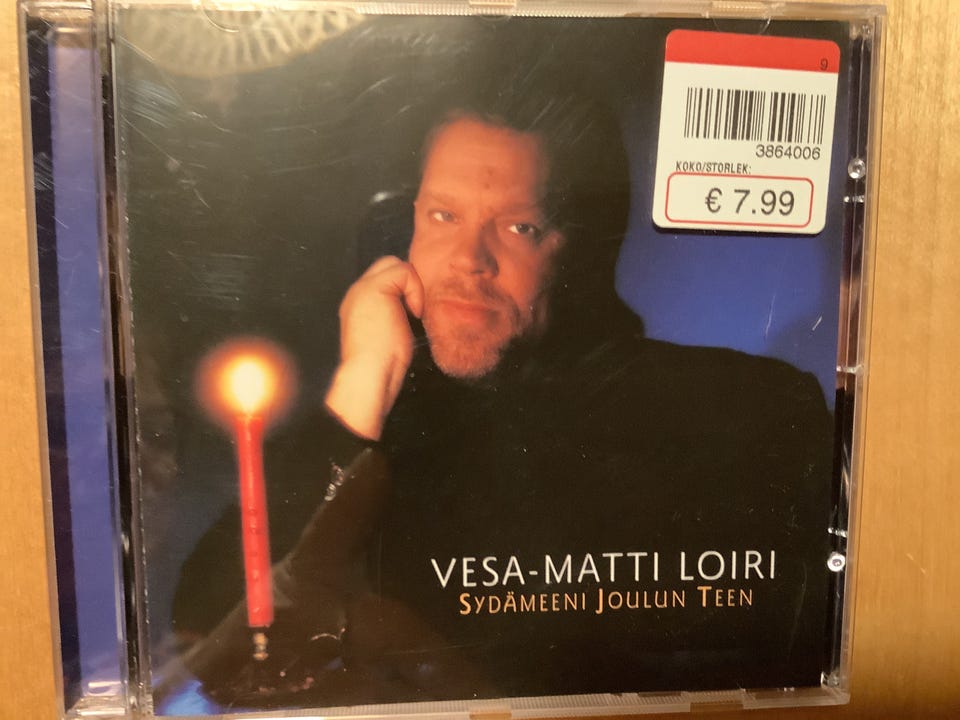 9
3864006
KOKO/STORLEK:
€ 7.99
VESA-MATTI LOIRI
SYDÄMEENI JOULUN TEEN